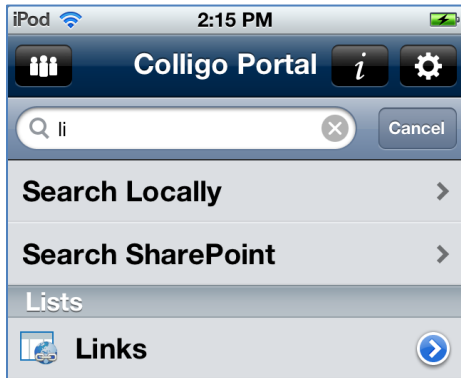 iPod 2:15 PM
Colligo Portal i
li Cancel
Search Locally
Search SharePoint
Lists
Links